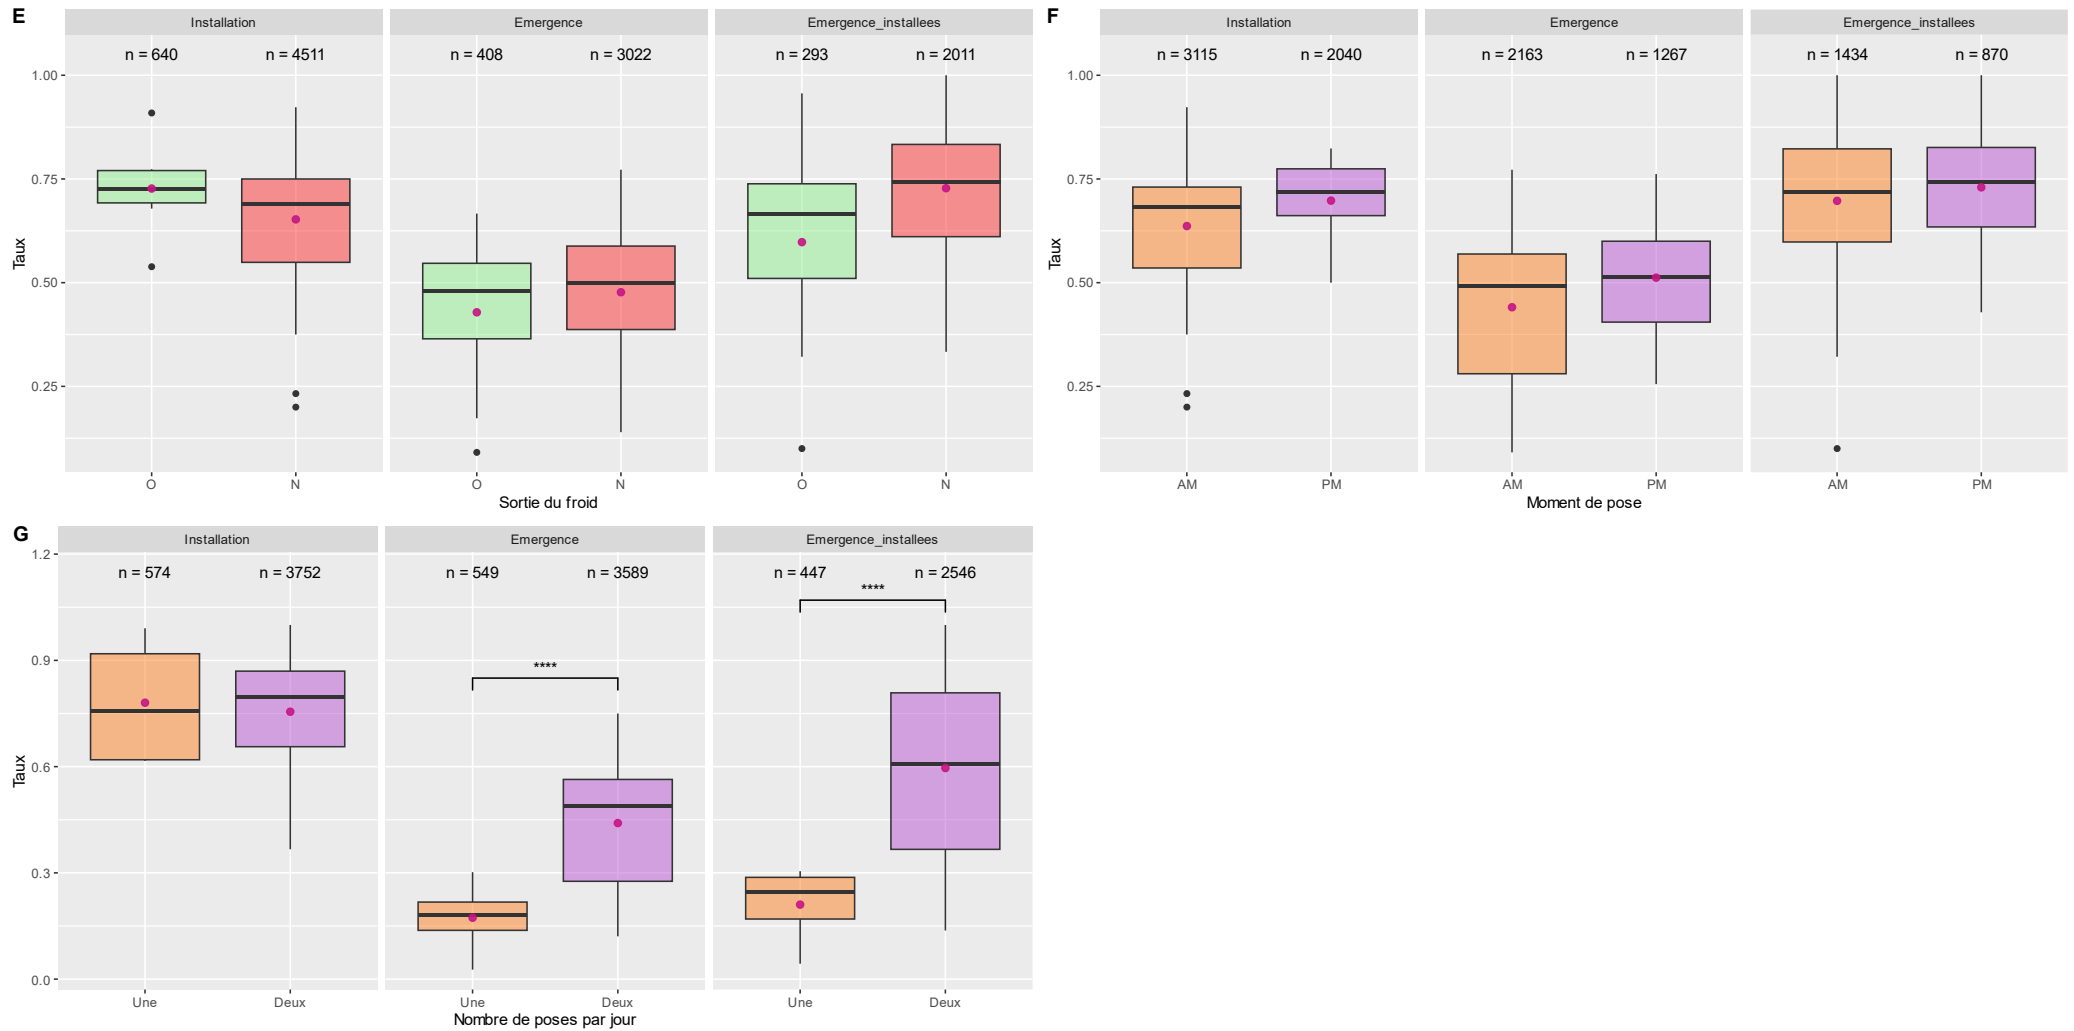 E
Installation
Emergence
Emergence_installees
n = 640
n = 4511
n = 408
n = 3022
n = 293
n = 2011
1.00
0.75
0.50
0.25
Taux
O
N
O
N
O
N
Sortie du froid
F
Installation
Emergence
Emergence_installees
n = 3115
n = 2040
n = 2163
n = 1267
n = 1434
n = 870
1.00
0.75
0.50
0.25
Taux
AM
PM
AM
PM
AM
PM
Moment de pose
G
Installation
Emergence
Emergence_installees
n = 574
n = 3752
n = 549
n = 3589
n = 447
n = 2546
****
****
1.2
0.9
0.6
0.3
0.0
Taux
Une
Deux
Une
Deux
Une
Deux
Nombre de poses par jour